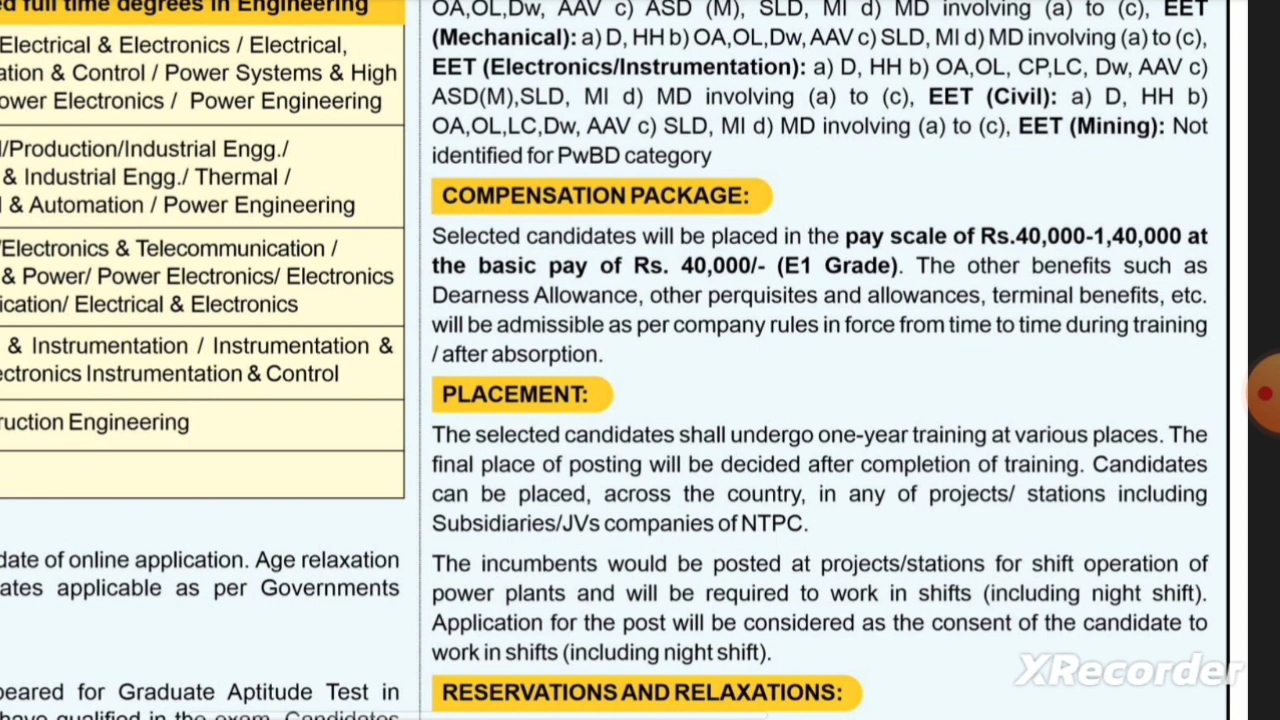 full time degrees in Engineering
Electrical & Electronics / Electrical,
& Control / Power Systems & High
Electronics / Power Engineering
/Production/Industrial Engg./
& Industrial Engg./ Thermal /
& Automation / Power Engineering
/Electronics & Telecommunication /
& Power/ Power Electronics/ Electronics
/ Electrical & Electronics
& Instrumentation / Instrumentation &
Instrumentation & Control
Engineering
date of online application. Age relaxation
applicable as per Governments
for Graduate Aptitude Test in
have qualified in the exam. Candidates
OA,OL,Dw, AAV c) ASD (M), SLD, MI d) MD involving (a) to (c), EET
(Mechanical): a) D, HH b) OA,OL,Dw, AAV c) SLD, MI d) MD involving (a) to (c),
EET (Electronics/Instrumentation): a) D, HH b) OA,OL, CP,LC, Dw, AAV c)
ASD(M),SLD, MI d) MD involving (a) to (c), EET (Civil): a) D, HH b)
OA,OL,LC,Dw, AAV c) SLD, MI d) MD involving (a) to (c), EET (Mining): Not
identified for PwBD category
COMPENSATION PACKAGE:
Selected candidates will be placed in the pay scale of Rs.40,000-1,40,000 at
the basic pay of Rs. 40,000/- (E1 Grade). The other benefits such as
Dearness Allowance, other perquisites and allowances, terminal benefits, etc.
will be admissible as per company rules in force from time to time during training
/ after absorption.
PLACEMENT:
The selected candidates shall undergo one-year training at various places. The
final place of posting will be decided after completion of training. Candidates
can be placed, across the country, in any of projects/ stations including
Subsidiaries/JVs companies of NTPC.
The incumbents would be posted at projects/stations for shift operation of
power plants and will be required to work in shifts (including night shift).
Application for the post will be considered as the consent of the candidate to
work in shifts (including night shift).
RESERVATIONS AND RELAXATIONS:
XRecorder